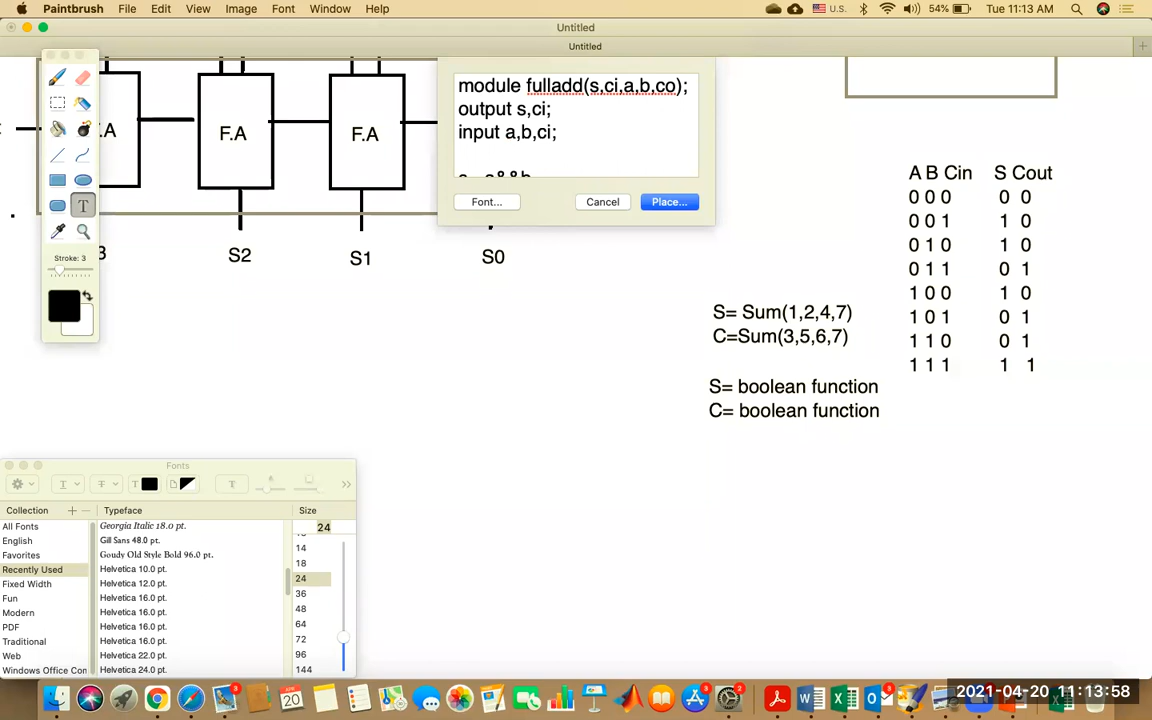 Paintbrush File Edit View Image Font Window Help
U.S. 54% Tue 11:13 AM
Untitled
Untitled
module fulladd(s,ci,a,b,co);
output s,ci;
input a,b,ci;
Font... Cancel Place...
.A F.A F.A
3 S2 S1 S0
Stroke: 3
A B Cin S Cout
0 0 0 0 0
0 0 1 1 0
0 1 0 1 0
0 1 1 0 1
1 0 0 1 0
1 0 1 0 1
1 1 0 0 1
1 1 1 1 1
S= Sum(1,2,4,7)
C=Sum(3,5,6,7)
S= boolean function
C= boolean function
Fonts
Collection Typeface Size
All Fonts
English
Favorites
Recently Used
Fixed Width
Fun
Modern
PDF
Traditional
Web
Windows Office Con
Georgia Italic 18.0 pt.
Gill Sans 48.0 pt.
Goudy Old Style Bold 96.0 pt.
Helvetica 10.0 pt.
Helvetica 12.0 pt.
Helvetica 16.0 pt.
Helvetica 16.0 pt.
Helvetica 16.0 pt.
Helvetica 16.0 pt.
Helvetica 22.0 pt.
Helvetica 24.0 pt.
24
14
18
24
36
48
64
72
96
144
2021-04-20 11:13:58